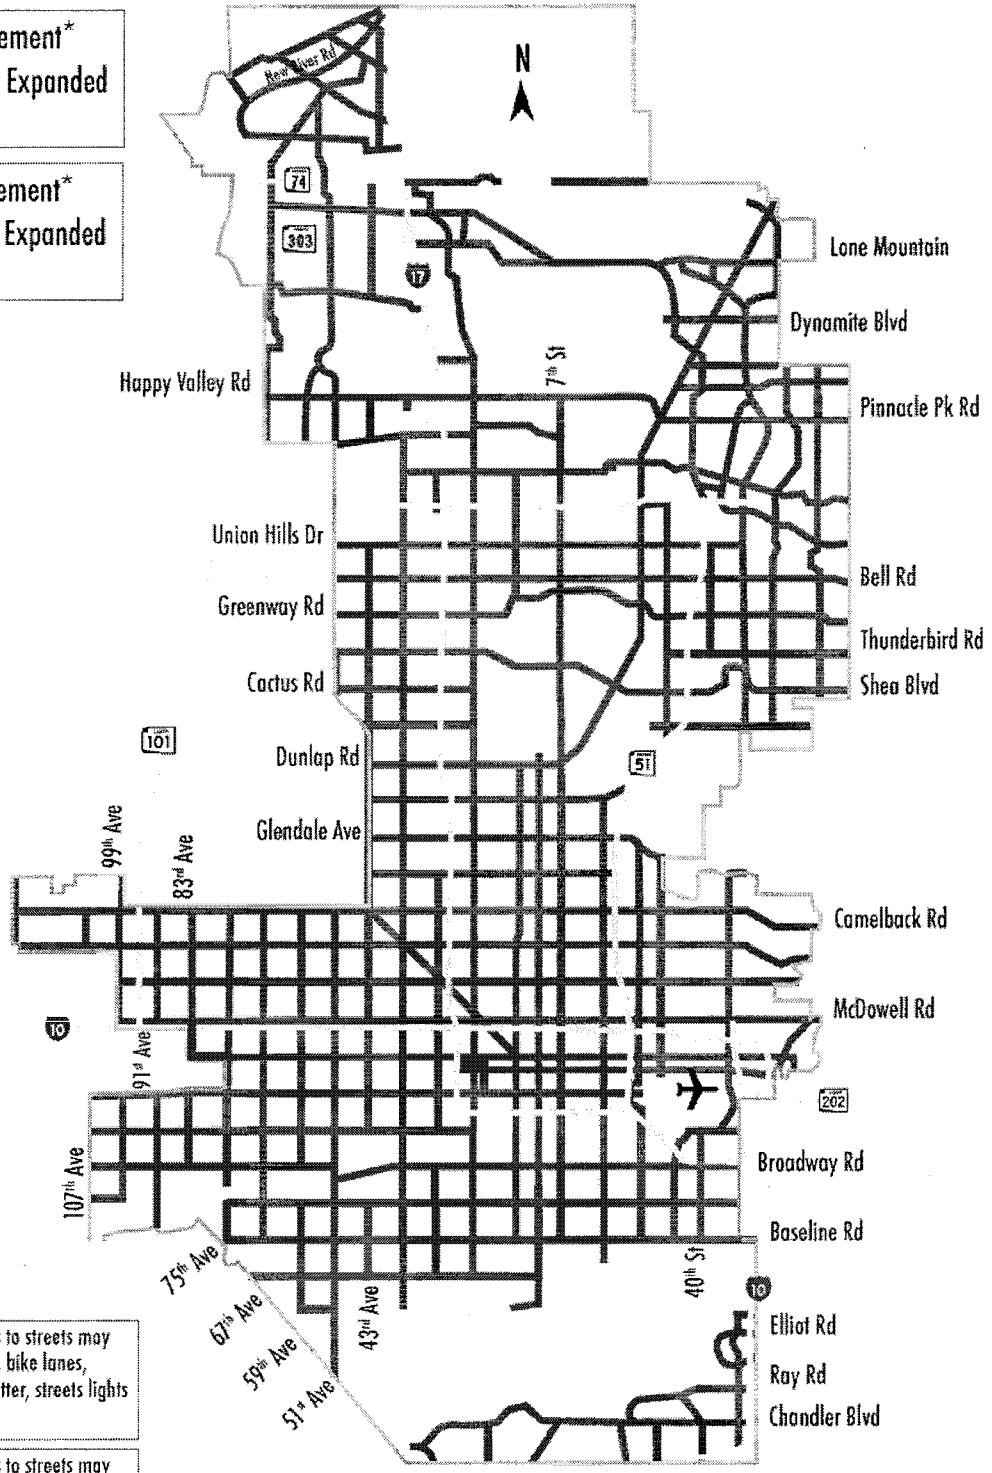 ement*
Expanded
ement*
Expanded
N
New River Rd
74
303
17
Lone Mountain
Dynamite Blvd
7th St
Happy Valley Rd
Pinnacle Pk Rd
Union Hills Dr
Bell Rd
Greenway Rd
Thunderbird Rd
Cactus Rd
Shea Blvd
101
Dunlap Rd
51
Glendale Ave
99th Ave
83rd Ave
Camelback Rd
McDowell Rd
10
91st Ave
202
107th Ave
Broadway Rd
Baseline Rd
75th Ave
40th St
10
67th Ave
43rd Ave
Elliot Rd
59th Ave
Ray Rd
51st Ave
Chandler Blvd
s to streets may
bike lanes,
tter, streets lights
s to streets may